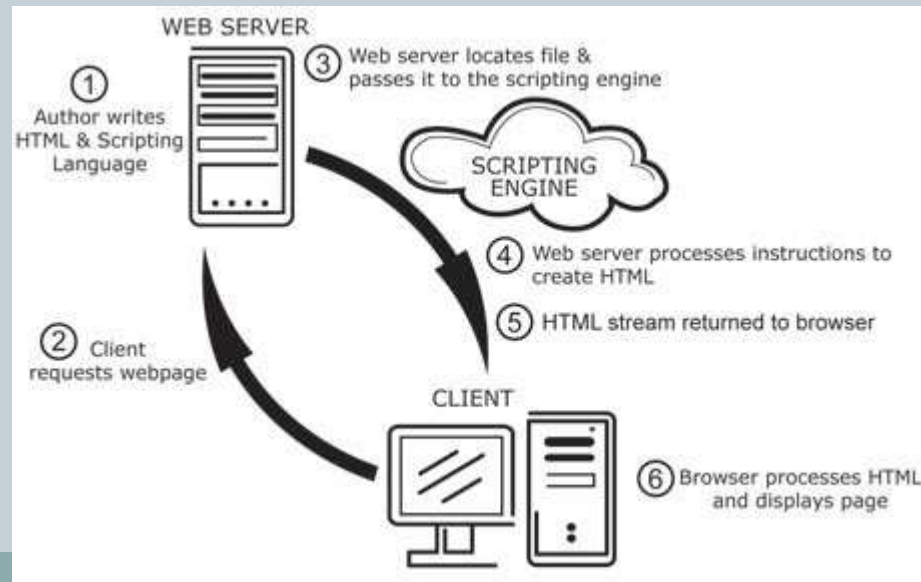 WEB SERVER
① Author writes
HTML & Scripting
Language
② Client
requests webpage
③ Web server locates file &
passes it to the scripting engine
SCRIPTING
ENGINE
④ Web server processes instructions to
create HTML
⑤ HTML stream returned to browser
CLIENT
⑥ Browser processes HTML
and displays page